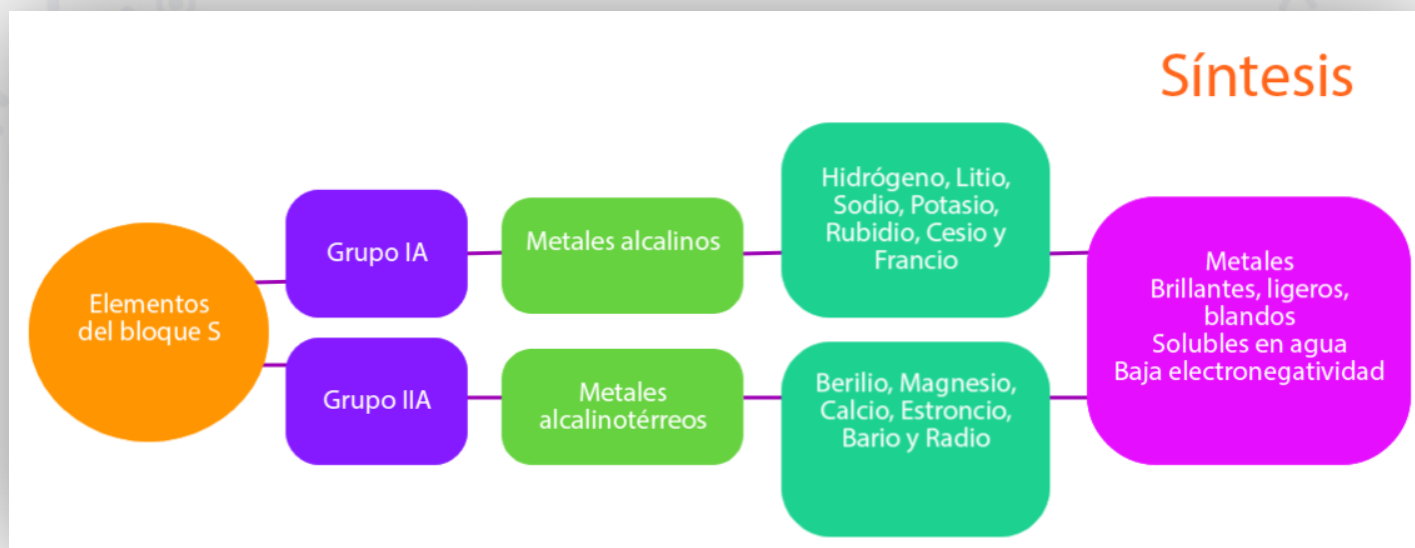 Síntesis
Elementos
del bloque S
Grupo IA
Metales alcalinos
Hidrógeno, Litio,
Sodio, Potasio,
Rubidio, Cesio y
Francio
Grupo IIA
Metales
alcalinotérreos
Berilio, Magnesio,
Calcio, Estroncio,
Bario y Radio
Metales
Brillantes, ligeros,
blandos
Solubles en agua
Baja electronegatividad